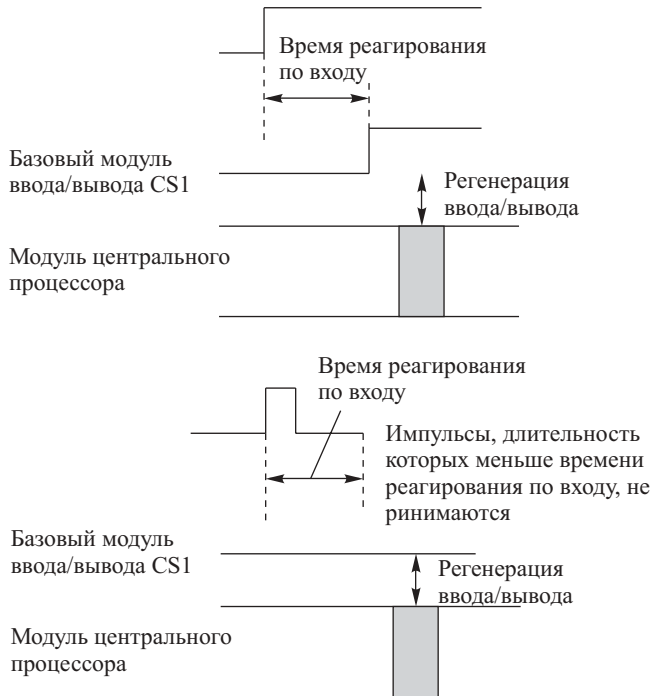 Время реагирования
по входу
Базовый модуль
ввода/вывода CS1
Регенерация
ввода/вывода
Модуль центрального
процессора
Время реагирования
по входу
Импульсы, длительность
которых меньше времени
реагирования по входу, не
ринимаются
Базовый модуль
ввода/вывода CS1
Регенерация
ввода/вывода
Модуль центрального
процессора